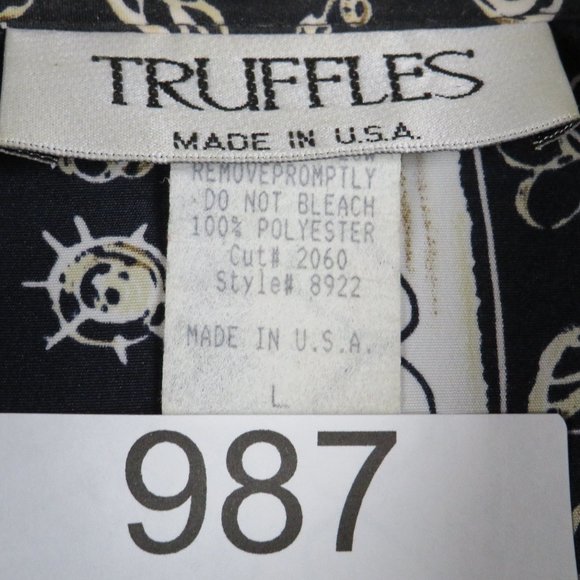 TRUFFLES
MADE IN U.S.A.
REMOVEPROMPTLY
DO NOT BLEACH
100% POLYESTER
Cut# 2060
Style# 8922
MADE IN U.S.A.
L
987